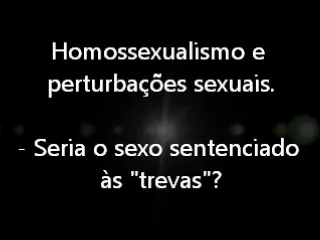 Homossexualismo e
perturbações sexuais.
- Seria o sexo sentenciado
às "trevas"?